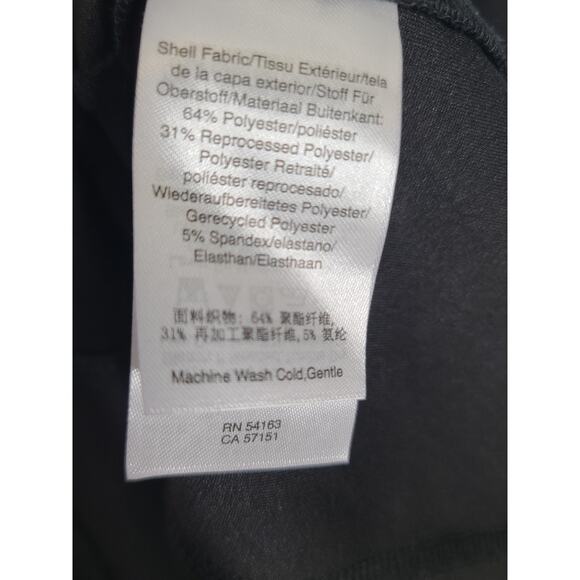 Shell Fabric/Tissu Extérieur/tela
de la capa exterior/Stoff Für
Oberstoff/Materiaal Buitenkant:
64% Polyester/poliéster
31% Reprocessed Polyester/
Polyester Retraité/
poliéster reprocesado/
Wiederaufbereitetes Polyester/
Gerecycled Polyester
5% Spandex/elastano/
Elasthan/Elasthaan
面料织物: 64% 聚酯纤维,
31% 再加工聚酯纤维,5% 氨纶
Machine Wash Cold,Gentle
RN 54163
CA 57151